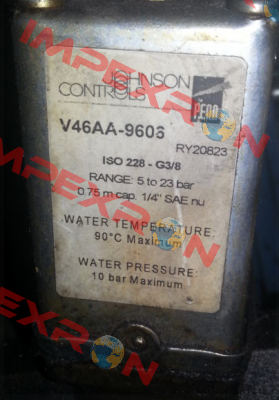 JOHNSON
CONTROLS
PENN
V46AA-9606
RY20823
ISO 228 - G3/8
RANGE: 5 to 23 bar
0.75 m cap. 1/4" SAE nu
WATER TEMPERATURE:
90°C Maximum
WATER PRESSURE:
10 bar Maximum
IMPEXRON
IMPEXRON
IMPEXRON